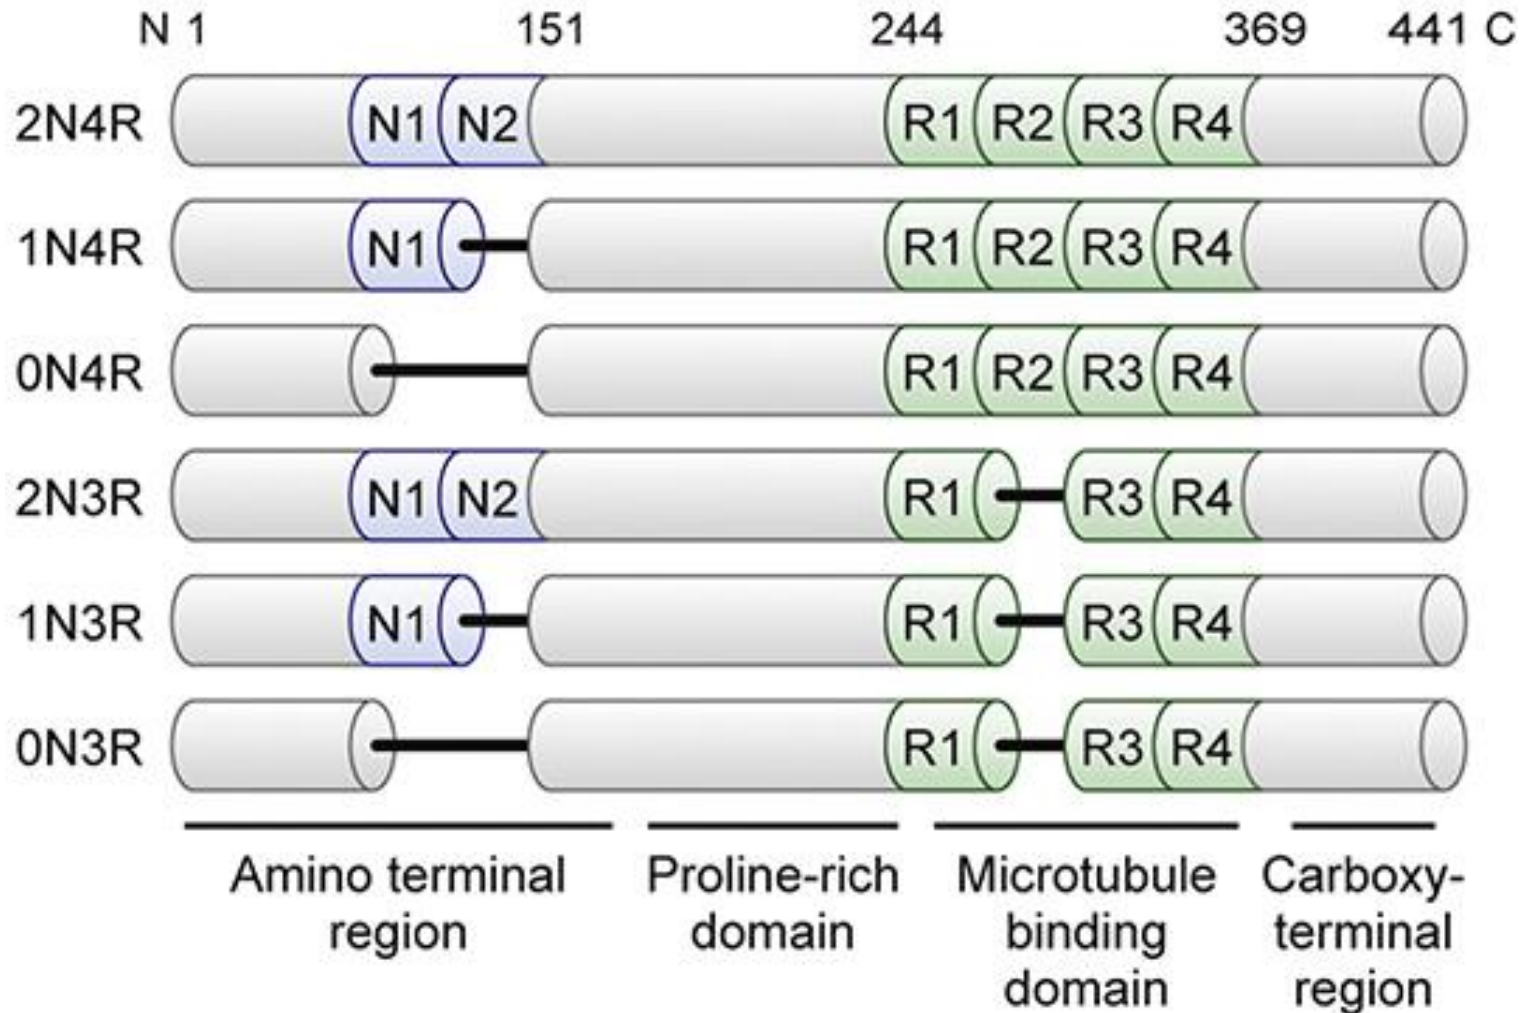 N 1 151 244 369 441 C
2N4R N1 N2 R1 R2 R3 R4
1N4R N1 R1 R2 R3 R4
0N4R R1 R2 R3 R4
2N3R N1 N2 R1 R3 R4
1N3R N1 R1 R3 R4
0N3R R1 R3 R4
Amino terminal Proline-rich Microtubule Carboxy-
region domain binding terminal
domain region